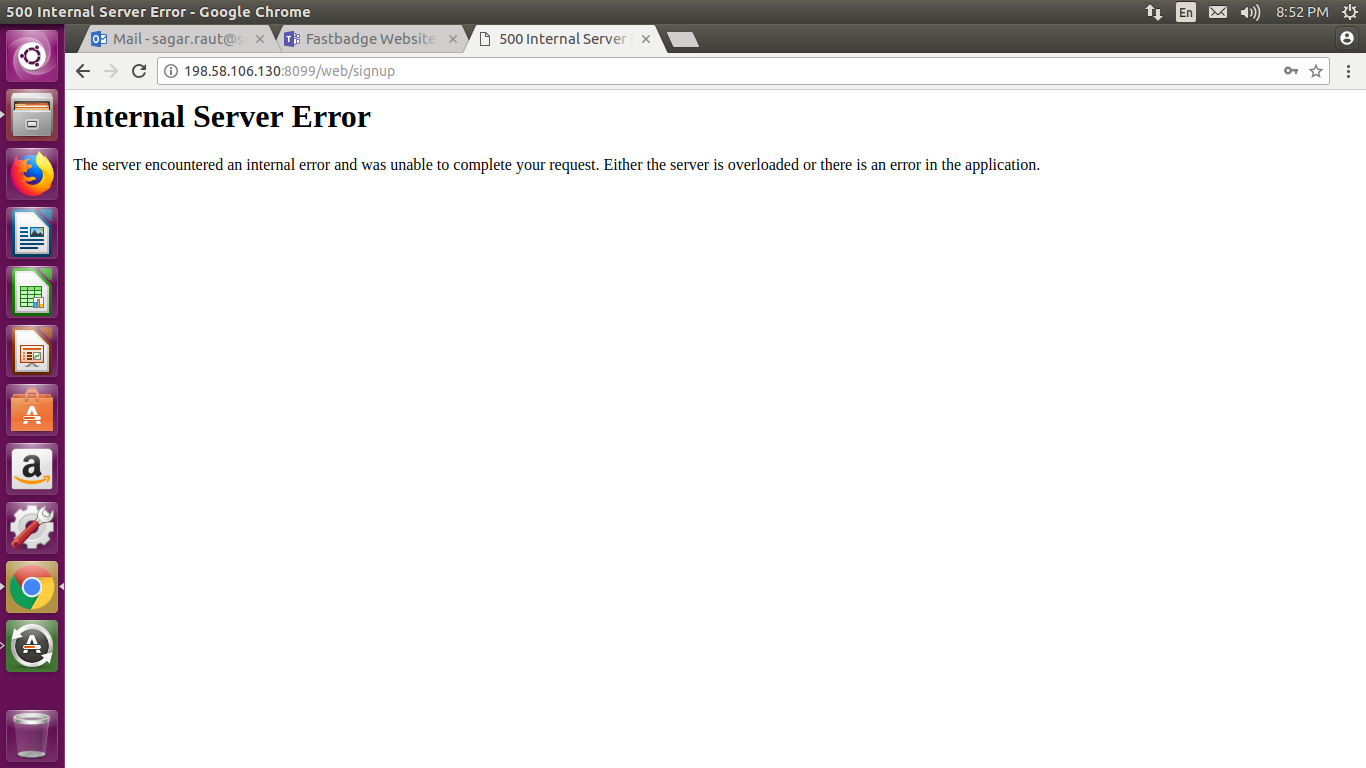 500 Internal Server Error - Google Chrome
En
8:52 PM
Mail - sagar.raut@s
Fastbadge Website
500 Internal Server
198.58.106.130:8099/web/signup
Internal Server Error
The server encountered an internal error and was unable to complete your request. Either the server is overloaded or there is an error in the application.